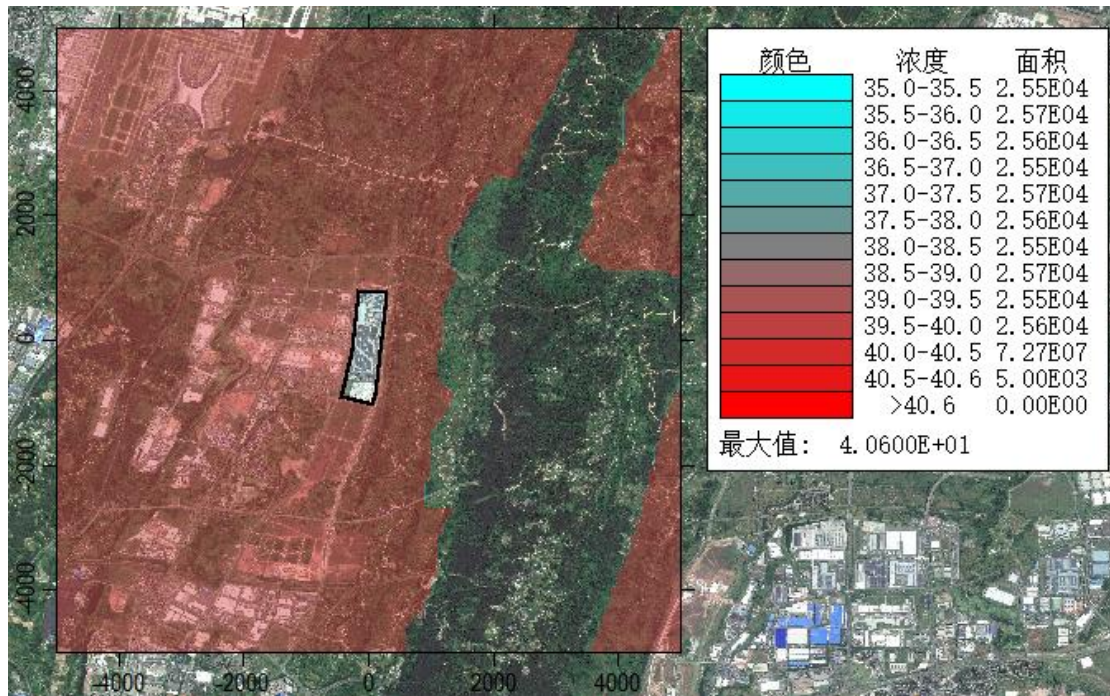 颜色 浓度 面积
35.0-35.5 2.55E04
35.5-36.0 2.57E04
36.0-36.5 2.56E04
36.5-37.0 2.55E04
37.0-37.5 2.57E04
37.5-38.0 2.56E04
38.0-38.5 2.55E04
38.5-39.0 2.57E04
39.0-39.5 2.55E04
39.5-40.0 2.56E04
40.0-40.5 7.27E07
40.5-40.6 5.00E03
>40.6 0.00E00
最大值: 4.0600E+01
4000
2000
0
-2000
-4000
-4000 -2000 0 2000 4000